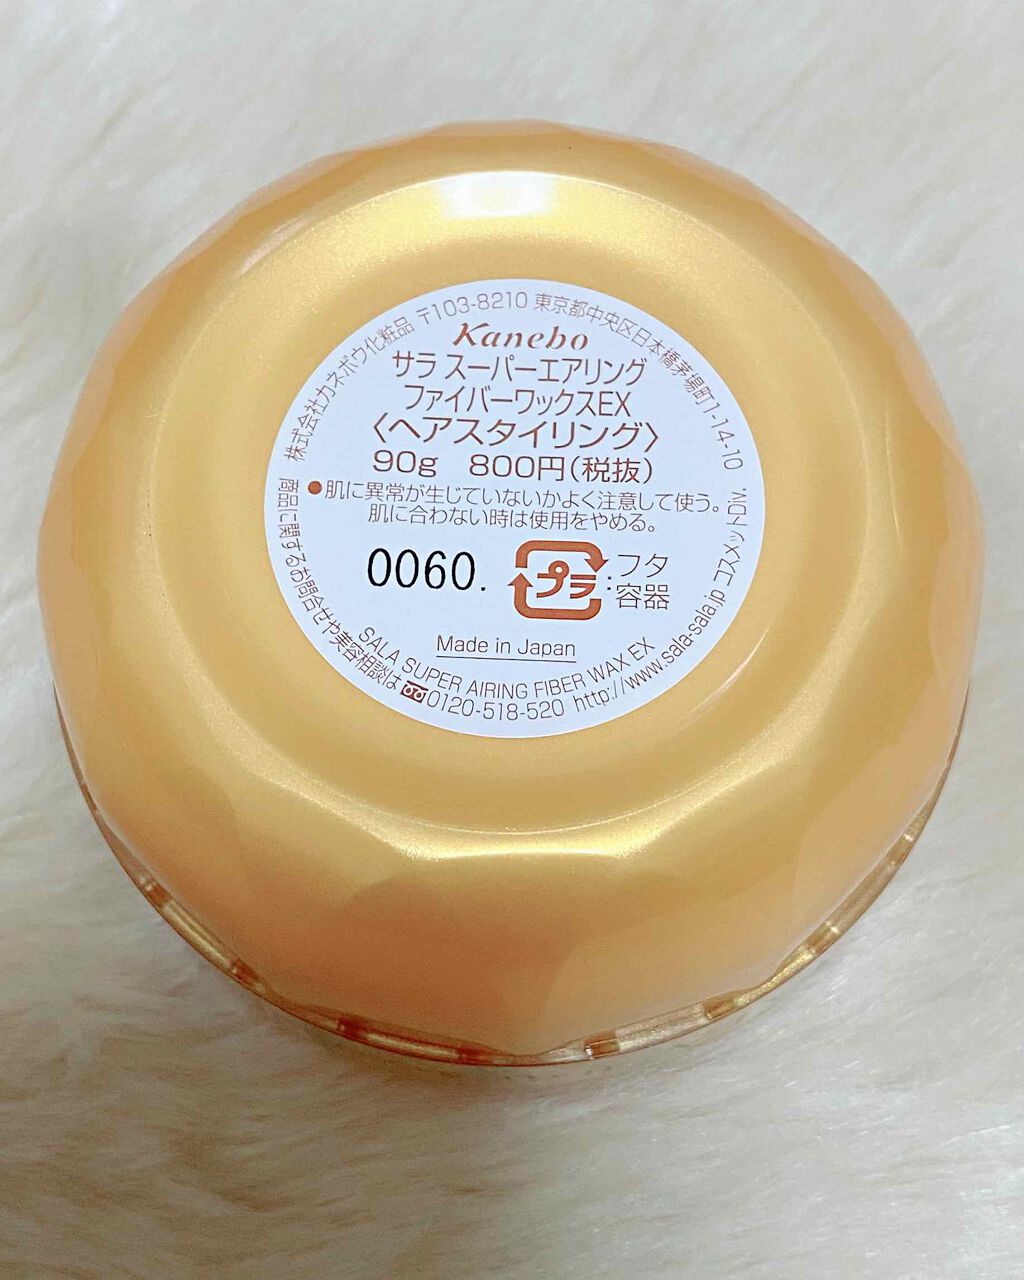 株式会社カネボウ化粧品 〒103-8210 東京都中央区日本橋茅場町1-14-10
Kanebo
サラ スーパーエアリング
ファイバーワックスEX
〈ヘアスタイリング〉
90g 800円(税抜)
●肌に異常が生じていないかよく注意して使う。
肌に合わない時は使用をやめる。
0060.
プラ
:フタ
容器
Made in Japan
SALA SUPER AIRING FIBER WAX EX
商品に関するお問合せや美容相談は 0120-518-520 http://www.sala-sala.jp コスメットDiv.